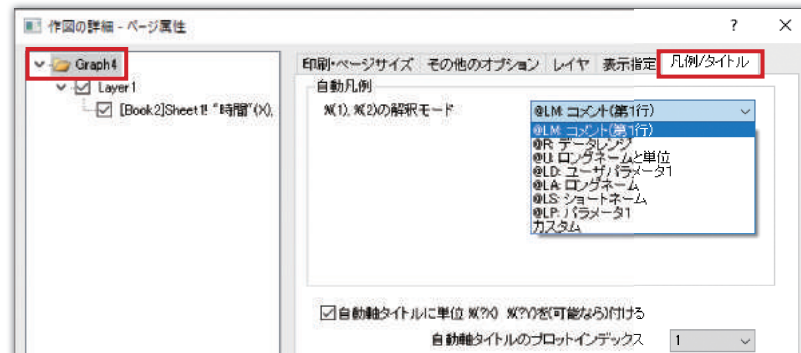 作図の詳細 - ページ属性
? ×
Graph4
Layer1
[Book2]Sheet1! "時間"(X),
印刷・ページサイズ その他のオプション レイヤ 表示指定 凡例/タイトル
自動凡例
%(1), %(2)の解釈モード
@LM: コメント(第1行)
@LM: コメント(第1行)
@R: データレンジ
@U: ロングネームと単位
@LD: ユーザパラメータ1
@LA: ロングネーム
@LS: ショートネーム
@LP: パラメータ1
カスタム
自動軸タイトルに単位 %(?X) %(?Y)を(可能なら)付ける
自動軸タイトルのプロットインデックス 1